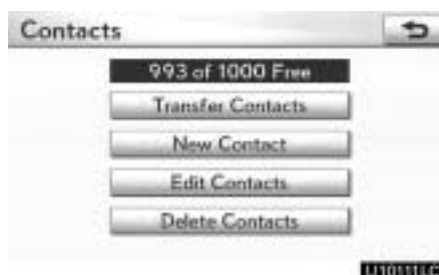 Contacts
993 of 1000 Free
Transfer Contacts
New Contact
Edit Contacts
Delete Contacts